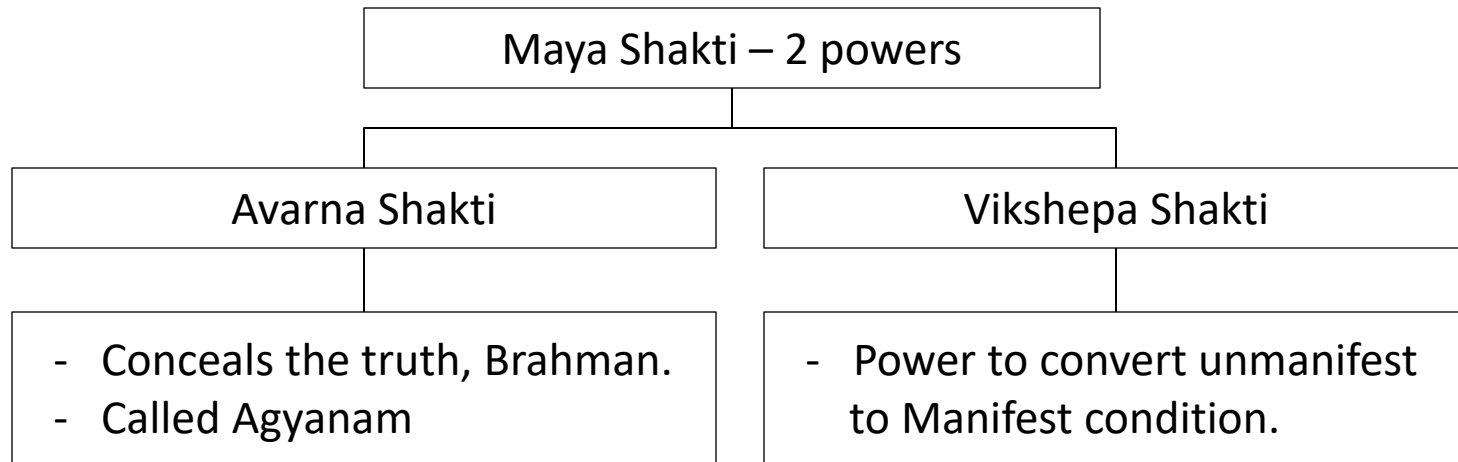 Maya Shakti – 2 powers
Avarna Shakti
Vikshepa Shakti
- Conceals the truth, Brahman.
- Called Agyanam
- Power to convert unmanifest
to Manifest condition.